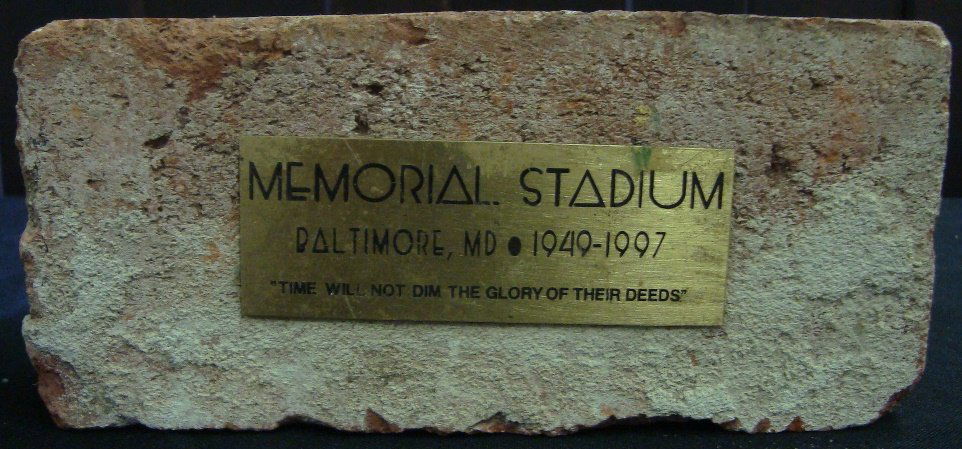 MEMORIAL STADIUM
BALTIMORE, MD ● 1949-1997
"TIME WILL NOT DIM THE GLORY OF THEIR DEEDS"